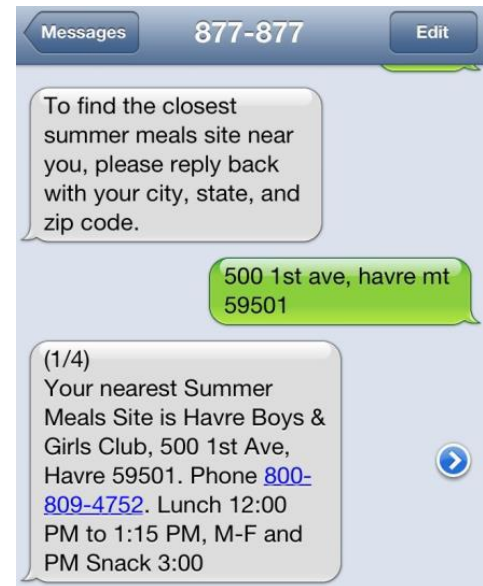 Messages
877-877
Edit
To find the closest
summer meals site near
you, please reply back
with your city, state, and
zip code.
500 1st ave, havre mt
59501
(1/4)
Your nearest Summer
Meals Site is Havre Boys &
Girls Club, 500 1st Ave,
Havre 59501. Phone 800-
809-4752. Lunch 12:00
PM to 1:15 PM, M-F and
PM Snack 3:00